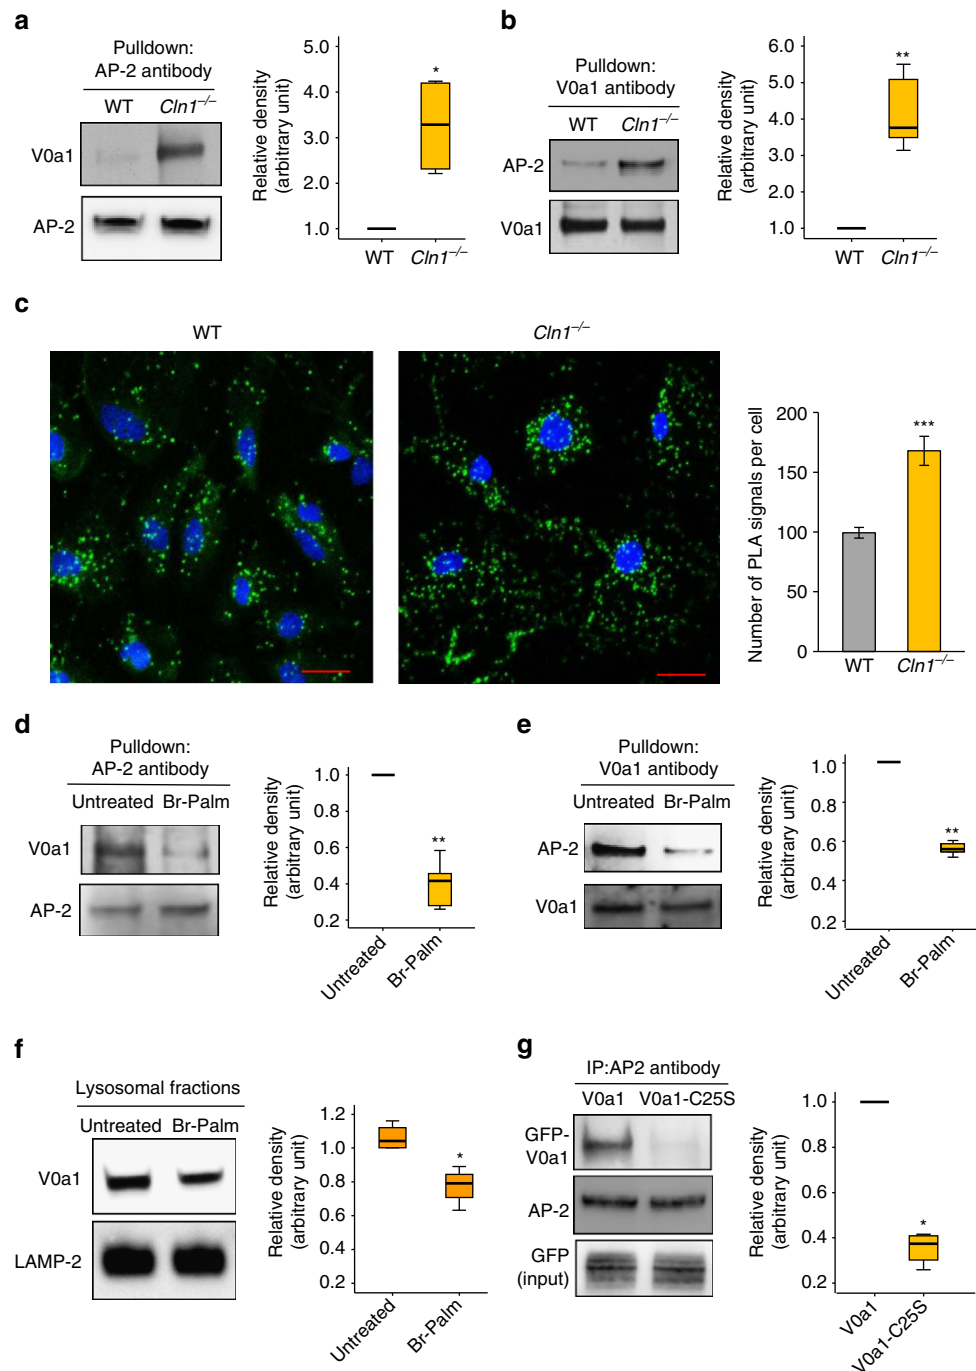 a
Pulldown:
AP-2 antibody
WT Cln1–/–
V0a1
AP-2
Relative density
(arbitrary unit)
5.0
4.0
3.0
2.0
1.0
*
WT Cln1–/–
b
Pulldown:
V0a1 antibody
WT Cln1–/–
AP-2
V0a1
Relative density
(arbitrary unit)
6.0
5.0
4.0
3.0
2.0
1.0
**
WT Cln1–/–
c
WT
Cln1–/–
Number of PLA signals per cell
200
150
100
50
0
***
WT Cln1–/–
d
Pulldown:
AP-2 antibody
Untreated Br-Palm
V0a1
AP-2
Relative density
(arbitrary unit)
1.0
0.8
0.6
0.4
0.2
**
Untreated
Br-Palm
e
Pulldown:
V0a1 antibody
Untreated Br-Palm
AP-2
V0a1
Relative density
(arbitrary unit)
1.0
0.8
0.6
0.4
0.2
**
Untreated
Br-Palm
f
Lysosomal fractions
Untreated Br-Palm
V0a1
LAMP-2
Relative density
(arbitrary unit)
1.2
1.0
0.8
0.6
0.4
0.2
*
Untreated
Br-Palm
g
IP:AP2 antibody
V0a1 V0a1-C25S
GFP-
V0a1
AP-2
GFP
(input)
Relative density
(arbitrary unit)
1.0
0.8
0.6
0.4
0.2
*
V0a1
V0a1-C25S